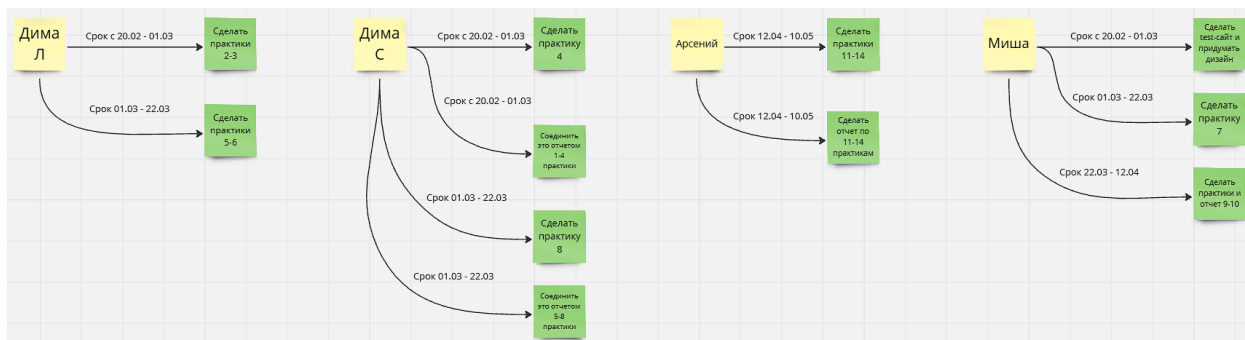 Дима
Л
Срок с 20.02 - 01.03
Сделать
практики
2-3
Срок 01.03 - 22.03
Сделать
практики
5-6
Дима
С
Срок с 20.02 - 01.03
Сделать
практику
4
Срок с 20.02 - 01.03
Соединить
это отчетом
1-4
практики
Срок 01.03 - 22.03
Сделать
практику
8
Срок 01.03 - 22.03
Соединить
это отчетом
5-8
практики
Арсений
Срок 12.04 - 10.05
Сделать
практики
11-14
Срок 12.04 - 10.05
Сделать
отчет по
11-14
практикам
Миша
Срок с 20.02 - 01.03
Сделать
test-сайт и
придумать
дизайн
Срок 01.03 - 22.03
Сделать
практику
7
Срок 22.03 - 12.04
Сделать
практики и
отчет 9-10